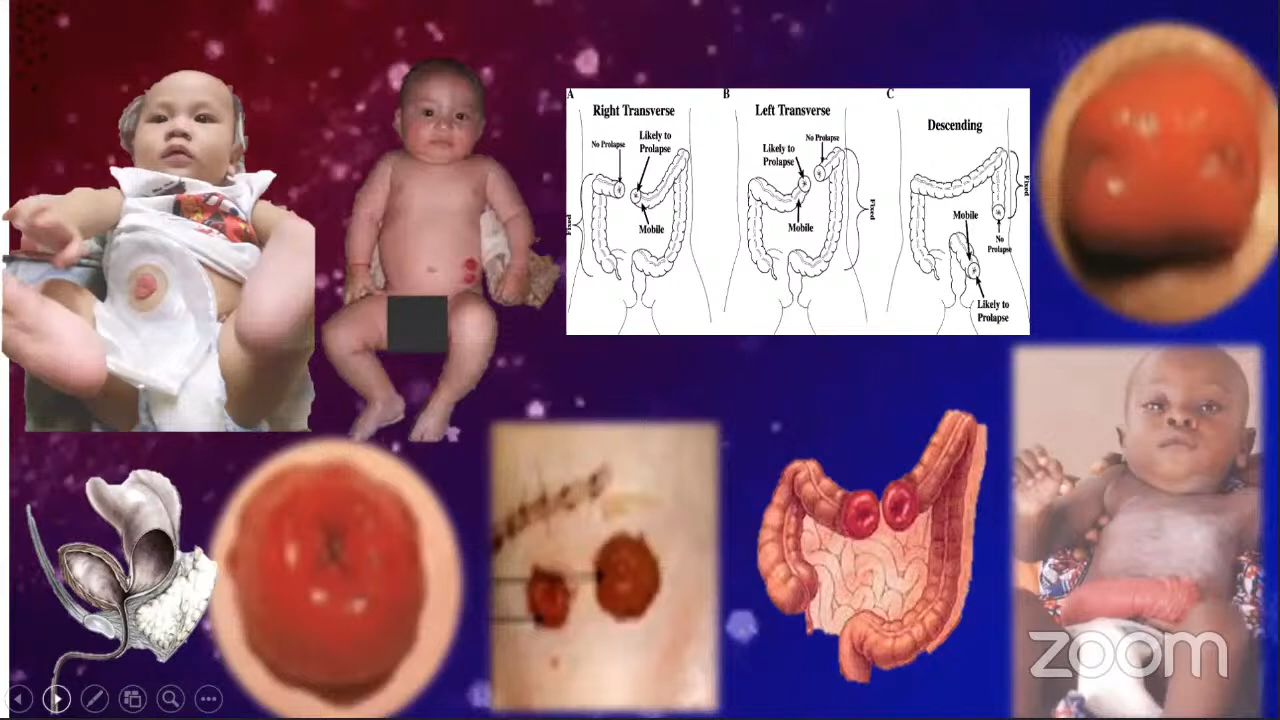 A
Right Transverse
No Prolapse
Likely to
Prolapse
Mobile
Fixed
B
Left Transverse
Likely to
Prolapse
No Prolapse
Mobile
Fixed
C
Descending
Fixed
Mobile
No
Prolapse
Likely to
Prolapse
zoom